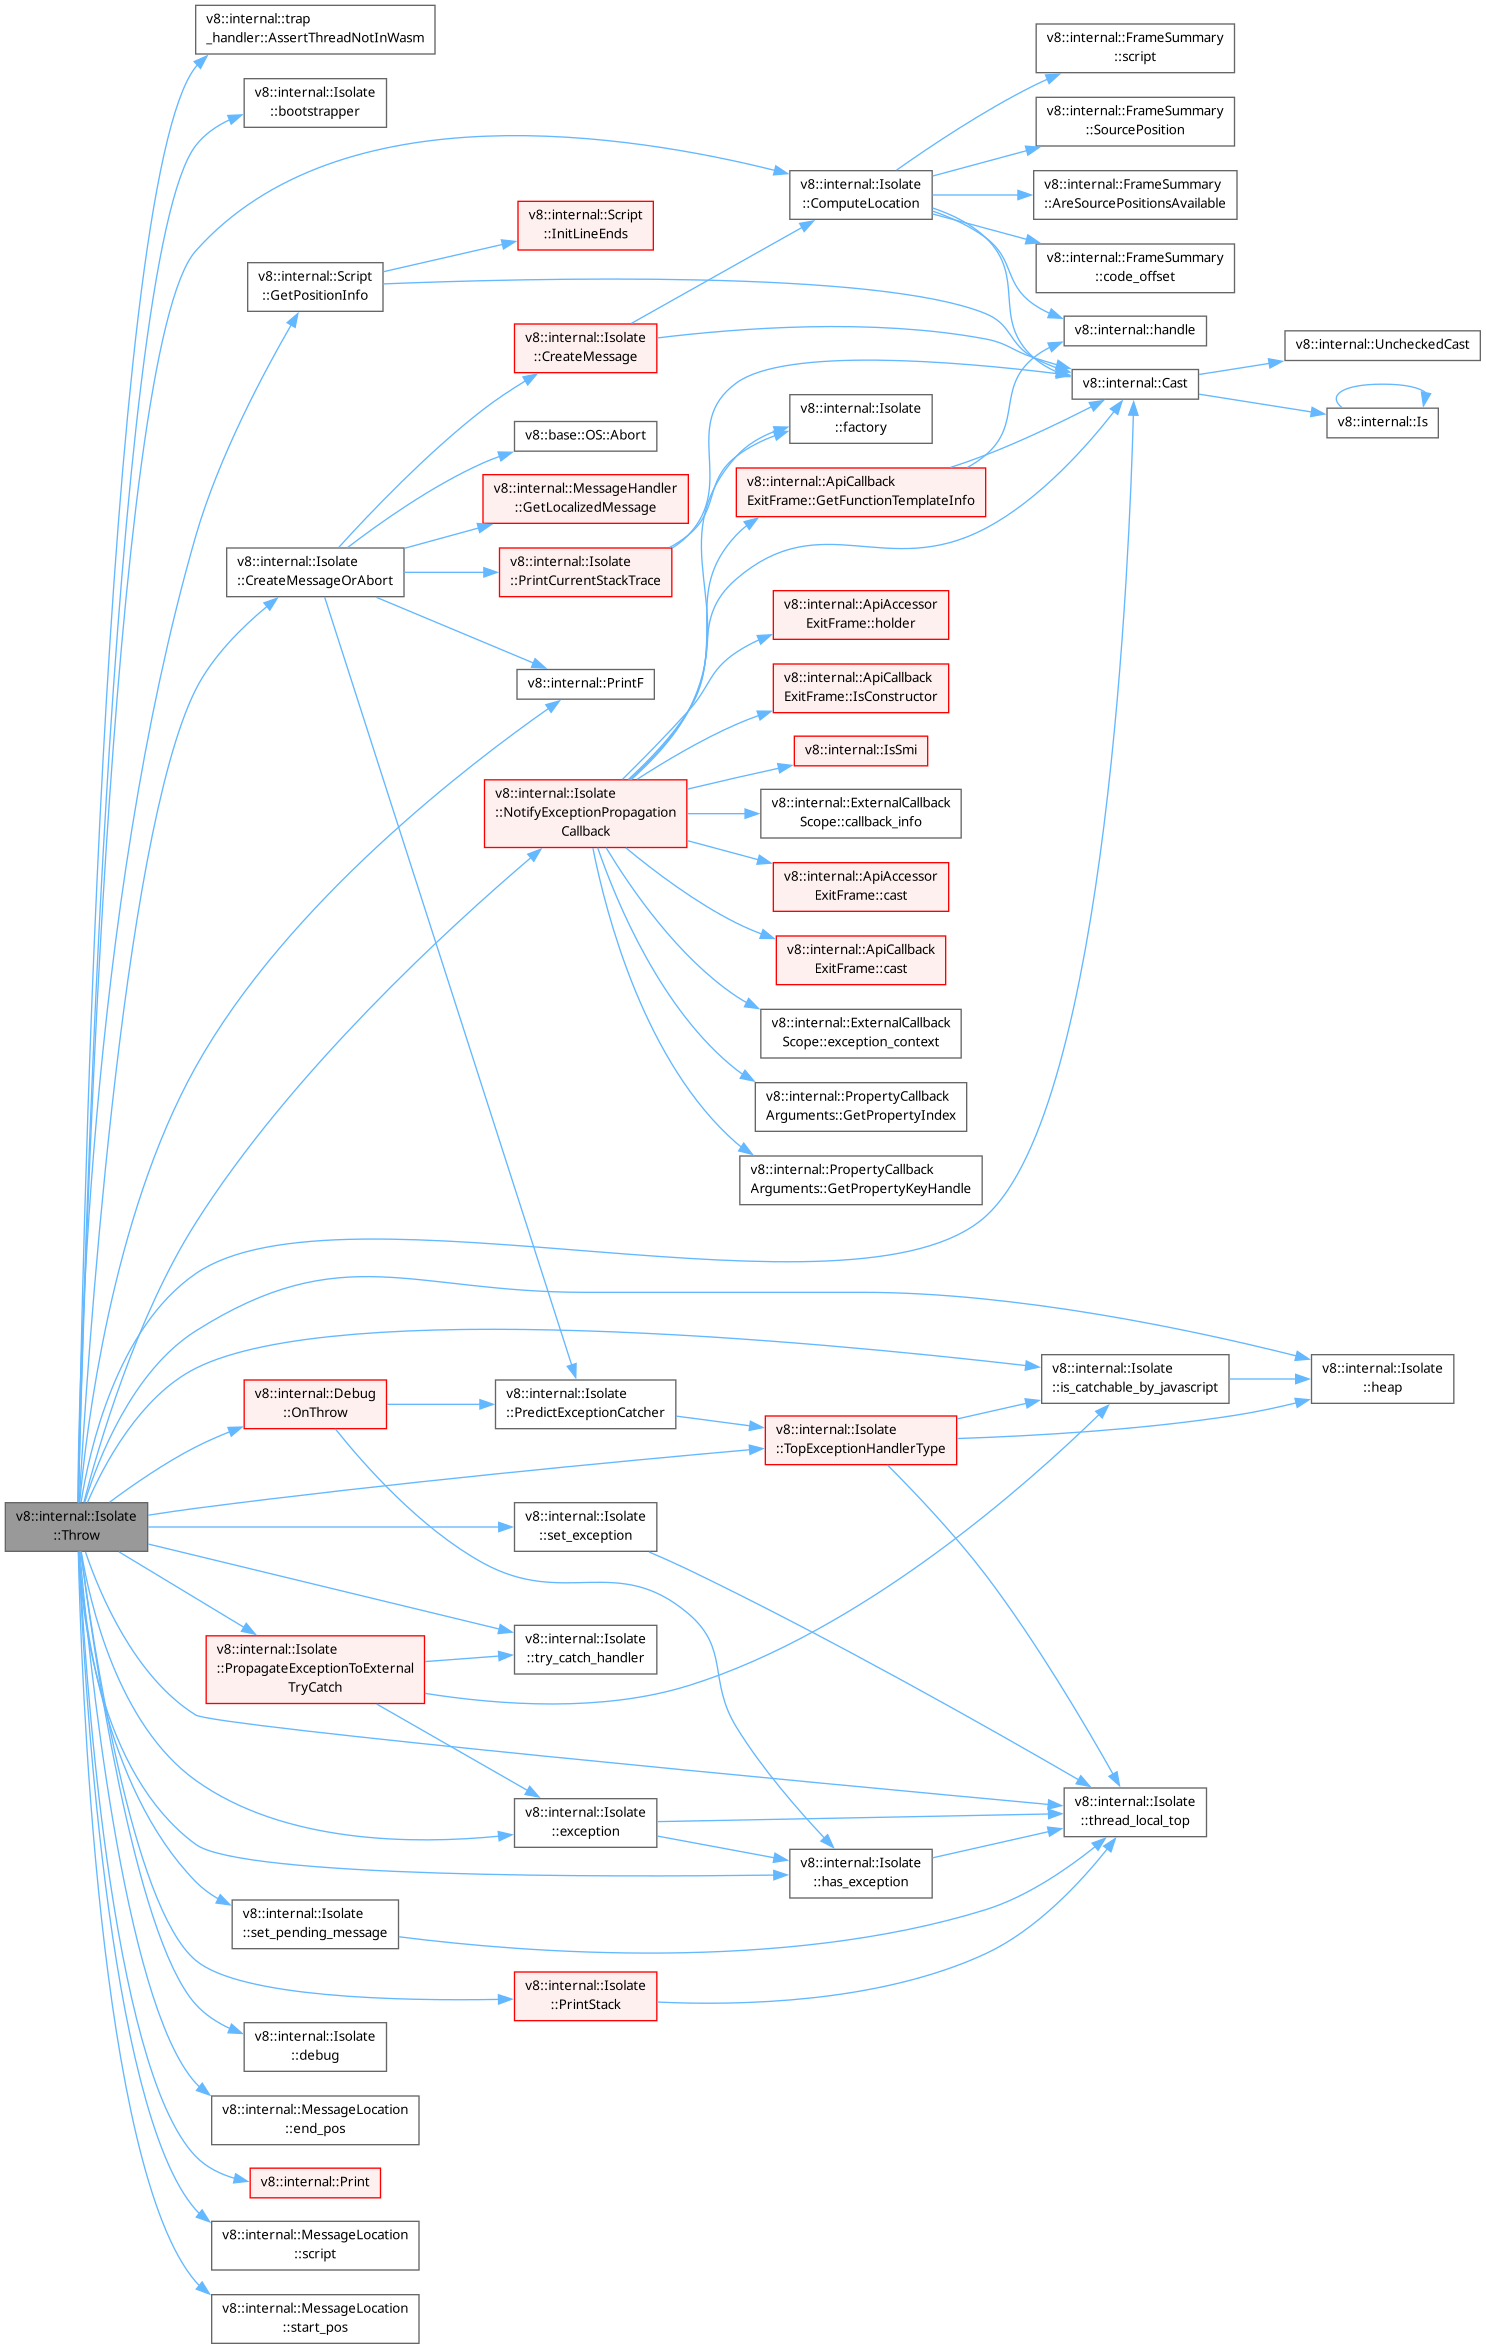 v8::internal::trap
_handler::AssertThreadNotInWasm
v8::internal::Isolate
::bootstrapper
v8::internal::Script
::GetPositionInfo
v8::internal::Isolate
::CreateMessageOrAbort
v8::internal::Debug
::OnThrow
v8::internal::Isolate
::Throw
v8::internal::Isolate
::PropagateExceptionToExternal
TryCatch
v8::internal::Isolate
::set_pending_message
v8::internal::Isolate
::debug
v8::internal::MessageLocation
::end_pos
v8::internal::Print
v8::internal::MessageLocation
::script
v8::internal::MessageLocation
::start_pos
v8::internal::Script
::InitLineEnds
v8::internal::Isolate
::CreateMessage
v8::base::OS::Abort
v8::internal::MessageHandler
::GetLocalizedMessage
v8::internal::Isolate
::PrintCurrentStackTrace
v8::internal::PrintF
v8::internal::Isolate
::NotifyExceptionPropagation
Callback
v8::internal::Isolate
::PredictExceptionCatcher
v8::internal::Isolate
::set_exception
v8::internal::Isolate
::try_catch_handler
v8::internal::Isolate
::exception
v8::internal::Isolate
::PrintStack
v8::internal::Isolate
::ComputeLocation
v8::internal::Isolate
::factory
v8::internal::ApiCallback
ExitFrame::GetFunctionTemplateInfo
v8::internal::ApiAccessor
ExitFrame::holder
v8::internal::ApiCallback
ExitFrame::IsConstructor
v8::internal::IsSmi
v8::internal::ExternalCallback
Scope::callback_info
v8::internal::ApiAccessor
ExitFrame::cast
v8::internal::ApiCallback
ExitFrame::cast
v8::internal::ExternalCallback
Scope::exception_context
v8::internal::PropertyCallback
Arguments::GetPropertyIndex
v8::internal::PropertyCallback
Arguments::GetPropertyKeyHandle
v8::internal::Isolate
::TopExceptionHandlerType
v8::internal::Isolate
::has_exception
v8::internal::FrameSummary
::script
v8::internal::FrameSummary
::SourcePosition
v8::internal::FrameSummary
::AreSourcePositionsAvailable
v8::internal::FrameSummary
::code_offset
v8::internal::handle
v8::internal::Cast
v8::internal::Isolate
::is_catchable_by_javascript
v8::internal::Isolate
::thread_local_top
v8::internal::UncheckedCast
v8::internal::Is
v8::internal::Isolate
::heap